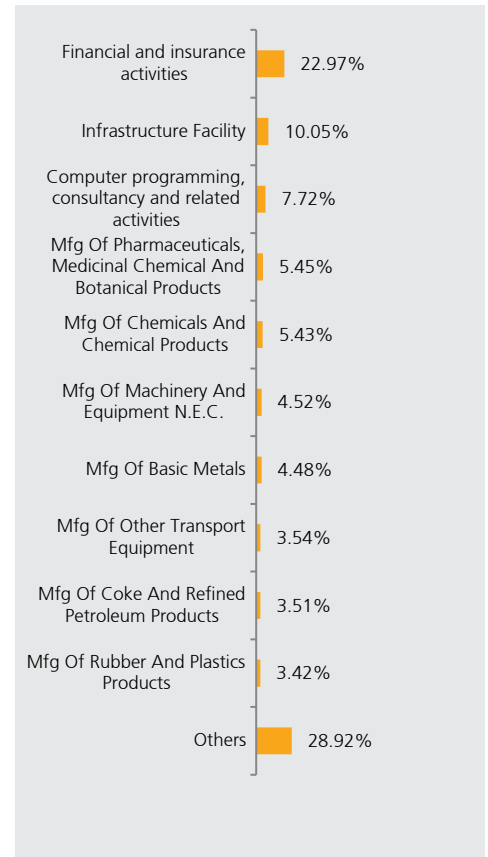 Financial and insurance
activities
22.97%
Infrastructure Facility
10.05%
Computer programming,
consultancy and related
activities
7.72%
Mfg Of Pharmaceuticals,
Medicinal Chemical And
Botanical Products
5.45%
Mfg Of Chemicals And
Chemical Products
5.43%
Mfg Of Machinery And
Equipment N.E.C.
4.52%
Mfg Of Basic Metals
4.48%
Mfg Of Other Transport
Equipment
3.54%
Mfg Of Coke And Refined
Petroleum Products
3.51%
Mfg Of Rubber And Plastics
Products
3.42%
Others
28.92%